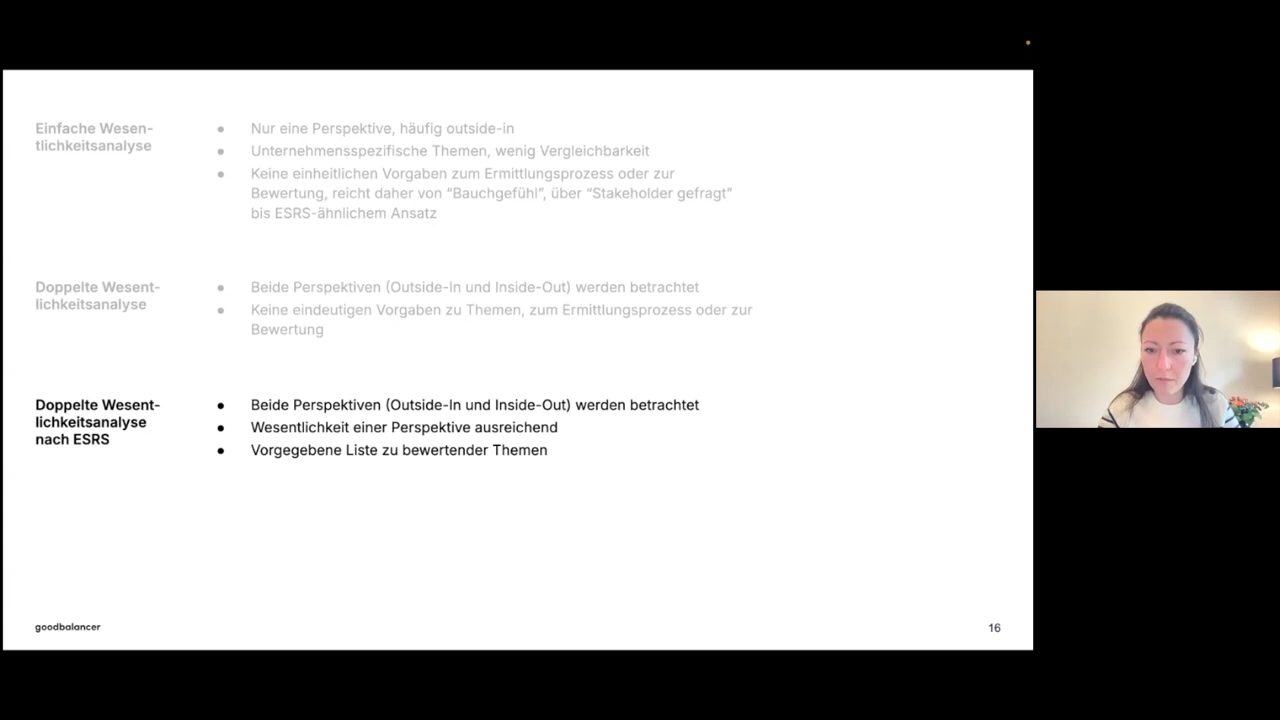 Einfache Wesen-
tlichkeitsanalyse
● Nur eine Perspektive, häufig outside-in
● Unternehmensspezifische Themen, wenig Vergleichbarkeit
● Keine einheitlichen Vorgaben zum Ermittlungsprozess oder zur
Bewertung, reicht daher von “Bauchgefühl”, über “Stakeholder gefragt”
bis ESRS-ähnlichem Ansatz
Doppelte Wesent-
lichkeitsanalyse
● Beide Perspektiven (Outside-In und Inside-Out) werden betrachtet
● Keine eindeutigen Vorgaben zu Themen, zum Ermittlungsprozess oder zur
Bewertung
Doppelte Wesent-
lichkeitsanalyse
nach ESRS
● Beide Perspektiven (Outside-In und Inside-Out) werden betrachtet
● Wesentlichkeit einer Perspektive ausreichend
● Vorgegebene Liste zu bewertender Themen
goodbalancer
16